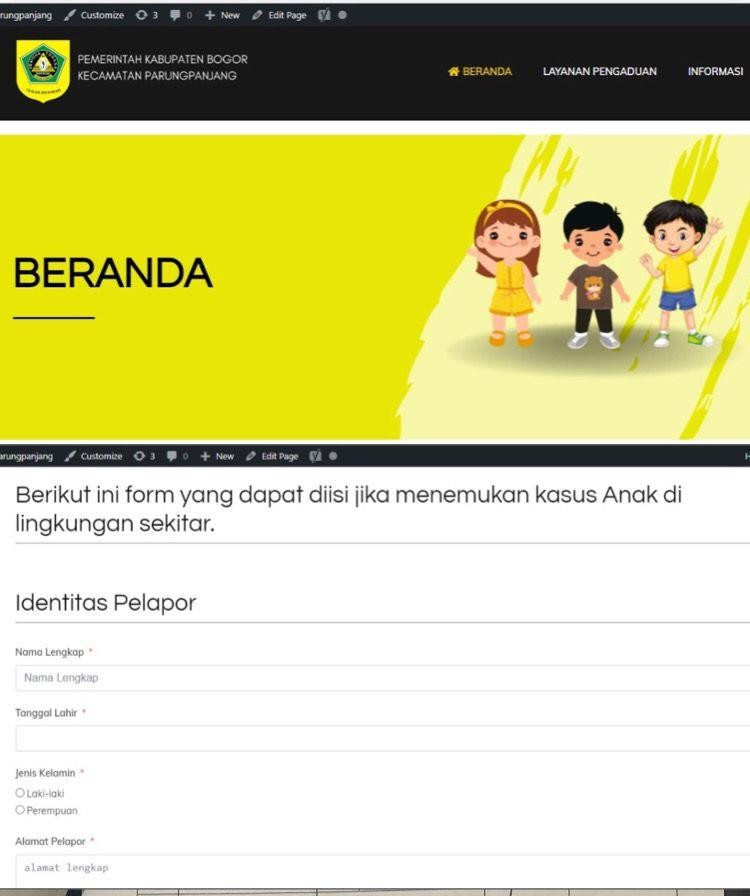 rungpanjang Customize 3 0 + New Edit Page
PEMERINTAH KABUPATEN BOGOR
KECAMATAN PARUNGPANJANG
BERANDA LAYANAN PENGADUAN INFORMASI
BERANDA
arungpanjang Customize 3 0 + New Edit Page H
Berikut ini form yang dapat diisi jika menemukan kasus Anak di
lingkungan sekitar.
Identitas Pelapor
Nama Lengkap *
Nama Lengkap
Tanggal Lahir *
Jenis Kelamin *
Laki-laki
Perempuan
Alamat Pelapor *
alamat lengkap